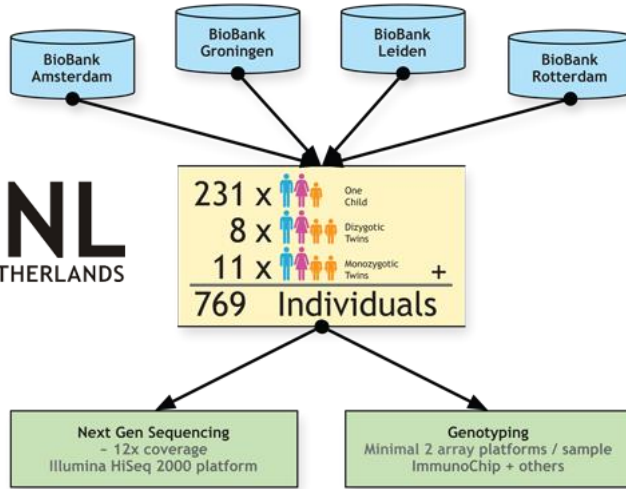 BioBank
Amsterdam
BioBank
Groningen
BioBank
Leiden
BioBank
Rotterdam
NL
THERLANDS
231 x One
Child
8 x Dizygotic
Twins
11 x Monozygotic
Twins +
769 Individuals
Next Gen Sequencing
~ 12x coverage
Illumina HiSeq 2000 platform
Genotyping
Minimal 2 array platforms / sample
ImmunoChip + others